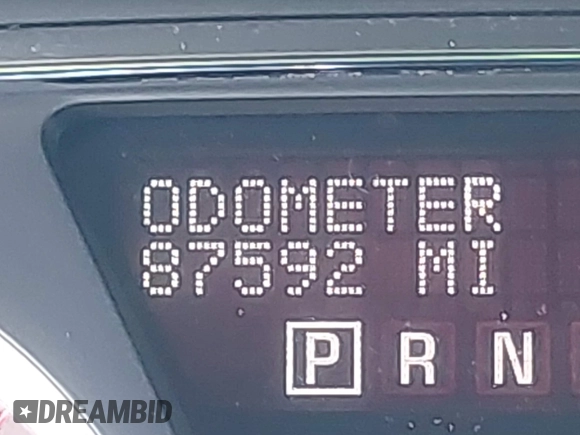 ODOMETER
87592 MI
P R N
DREAMBID